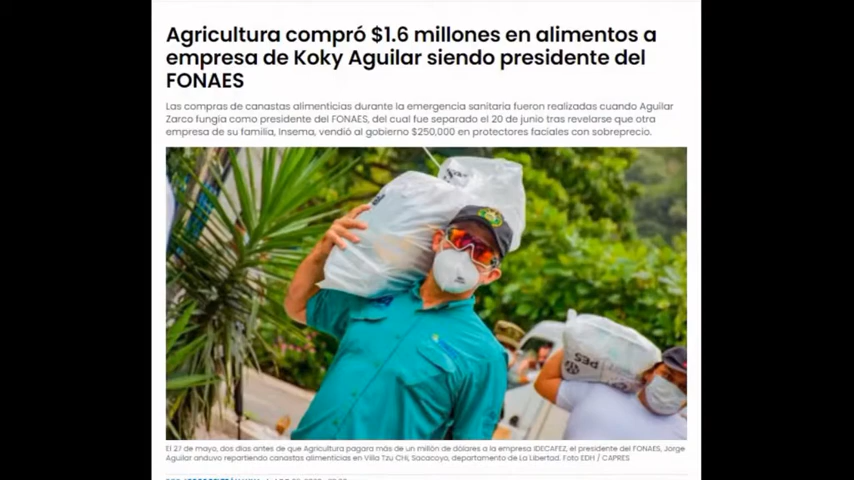 Agricultura compró $1.6 millones en alimentos a
empresa de Koky Aguilar siendo presidente del
FONAES
Las compras de canastas alimenticias durante la emergencia sanitaria fueron realizadas cuando Aguilar
Zarco fungia como presidente del FONAES, del cual fue separado el 20 de junio tras revelarse que otra
empresa de su familia, Insema, vendió al gobierno $250,000 en protectores faciales con sobreprecio.
PES
El 27 de mayo, dos días antes de que Agricultura pagara más de un millón de dólares a la empresa IDECAFEZ, el presidente del FONAES, Jorge
Aguilar anduvo repartiendo canastas alimenticias en Villa Tzu Chi, Sacacoyo, departamento de La Libertad. Foto EDH / CAPRES